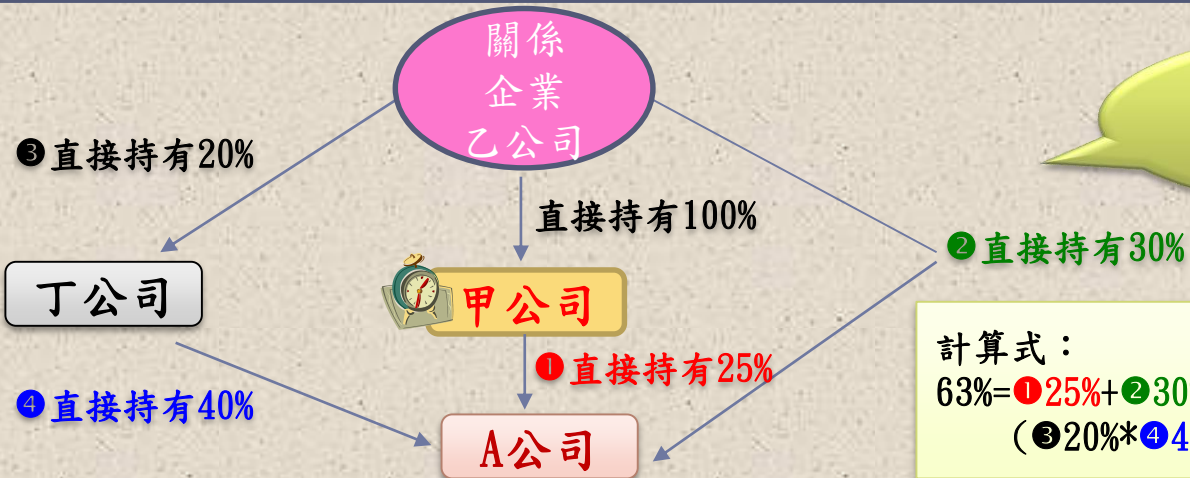 關係
企業
乙公司
❸直接持有20%
直接持有100%
❷直接持有30%
丁公司
甲公司
❶直接持有25%
❹直接持有40%
A公司
計算式：
63%=❶25%+❷30
(❸20%*❹4